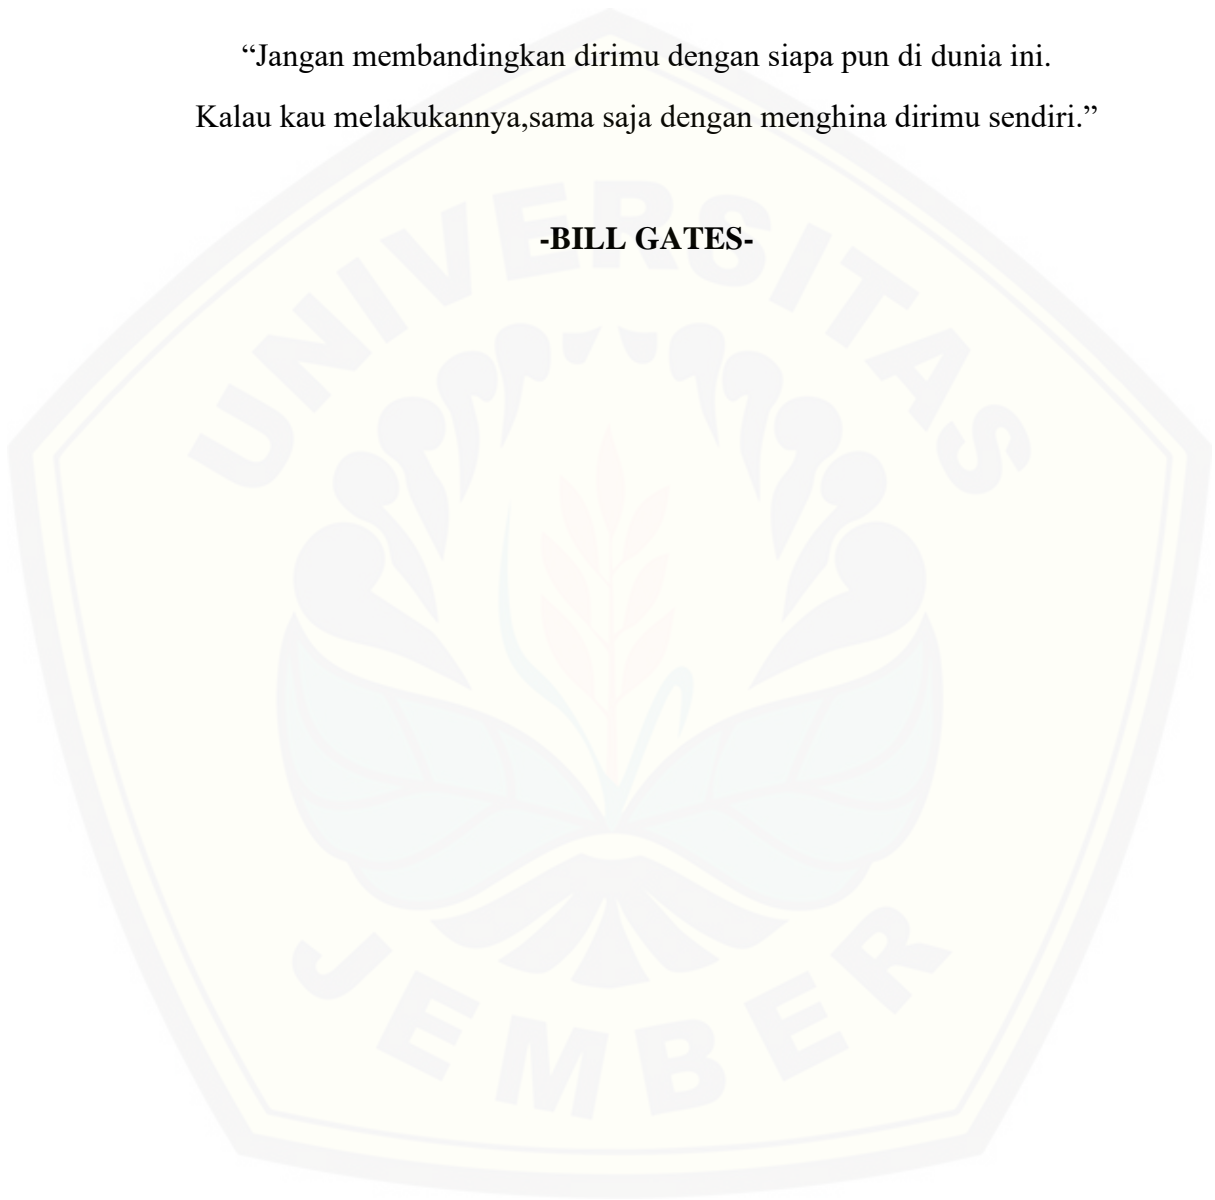 “Jangan membandingkan dirimu dengan siapa pun di dunia ini.
Kalau kau melakukannya,sama saja dengan menghina dirimu sendiri.”
-BILL GATES-
UNIVERSITAS
JEMBER